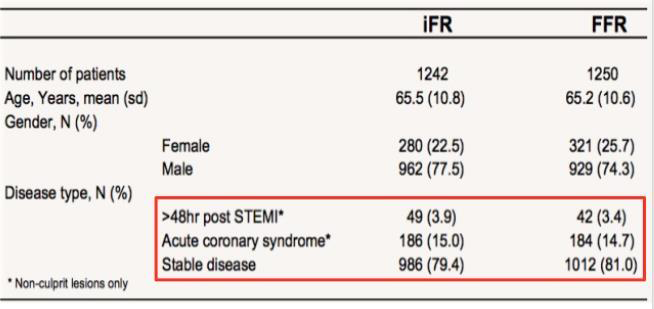 iFR FFR
Number of patients 1242 1250
Age, Years, mean (sd) 65.5 (10.8) 65.2 (10.6)
Gender, N (%)
Female 280 (22.5) 321 (25.7)
Male 962 (77.5) 929 (74.3)
Disease type, N (%)
>48hr post STEMI* 49 (3.9) 42 (3.4)
Acute coronary syndrome* 186 (15.0) 184 (14.7)
Stable disease 986 (79.4) 1012 (81.0)
* Non-culprit lesions only